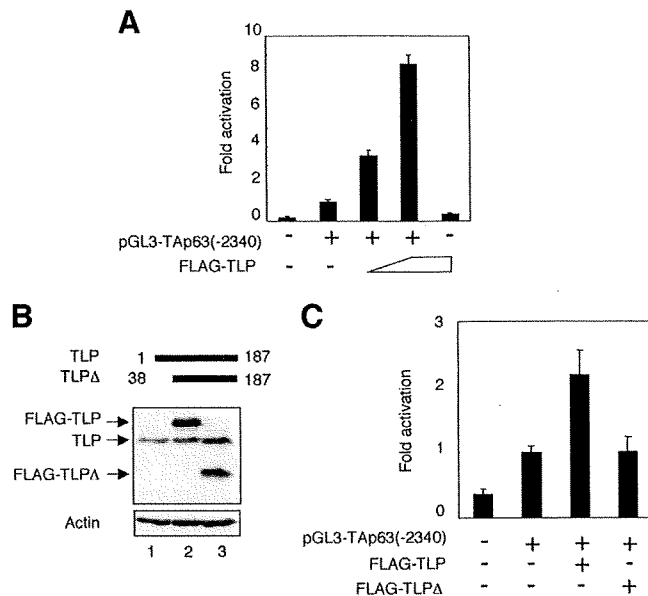 A
Fold activation
10
8
6
4
2
0
pGL3-TAp63(-2340) - + + + -
FLAG-TLP - -
B
TLP 1 187
TLPΔ 38 187
FLAG-TLP
TLP
FLAG-TLPΔ
Actin
1 2 3
C
Fold activation
3
2
1
0
pGL3-TAp63(-2340) - + + +
FLAG-TLP - - + -
FLAG-TLPΔ - - - +